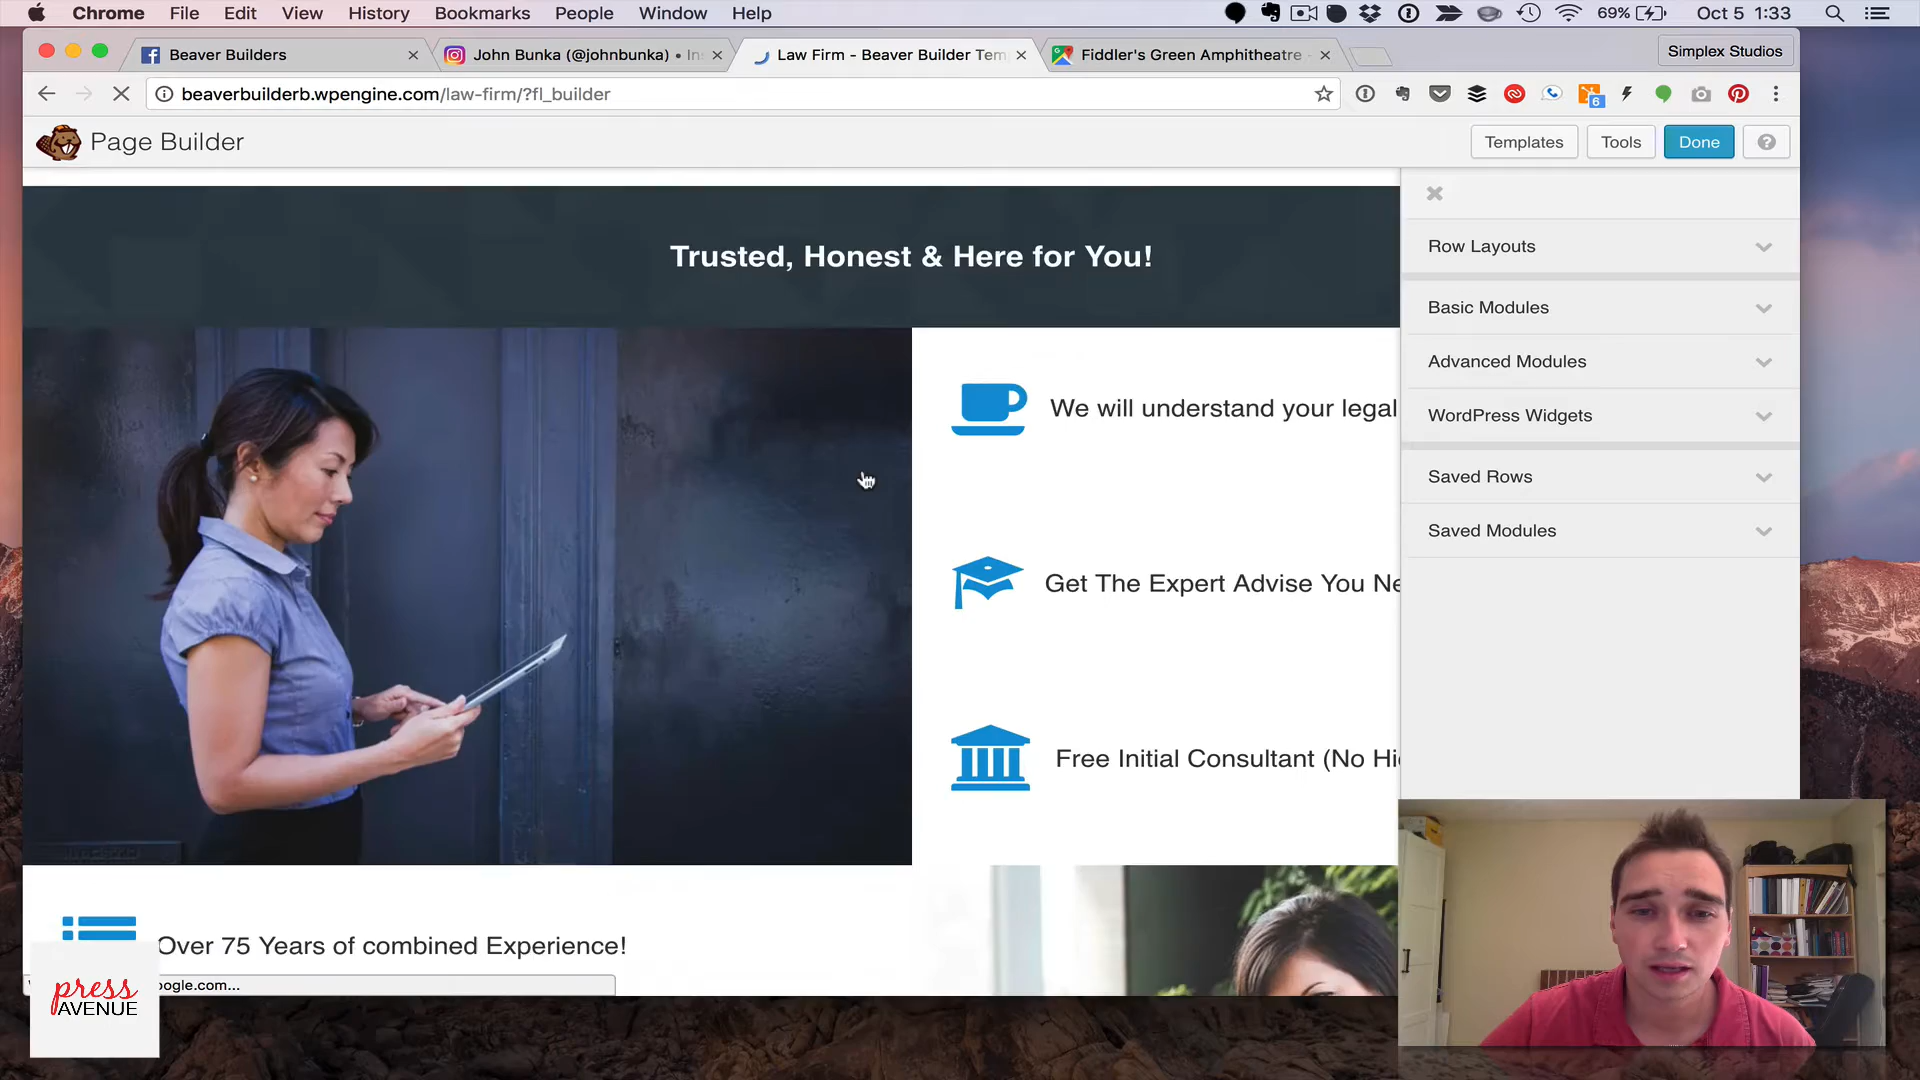 Chrome File Edit View History Bookmarks People Window Help 69% Oct 5 1:33
Beaver Builders
John Bunka (@johnbunka) • In
Law Firm - Beaver Builder Tem
Fiddler's Green Amphitheatre -
Simplex Studios
beaverbuilderb.wpengine.com/law-firm/?fl_builder
6
Page Builder
Templates
Tools
Done
?
Trusted, Honest & Here for You!
Row Layouts
Basic Modules
Advanced Modules
WordPress Widgets
Saved Rows
Saved Modules
We will understand your legal
Get The Expert Advise You Ne
Free Initial Consultant (No Hi
Over 75 Years of combined Experience!
oogle.com...
press
AVENUE